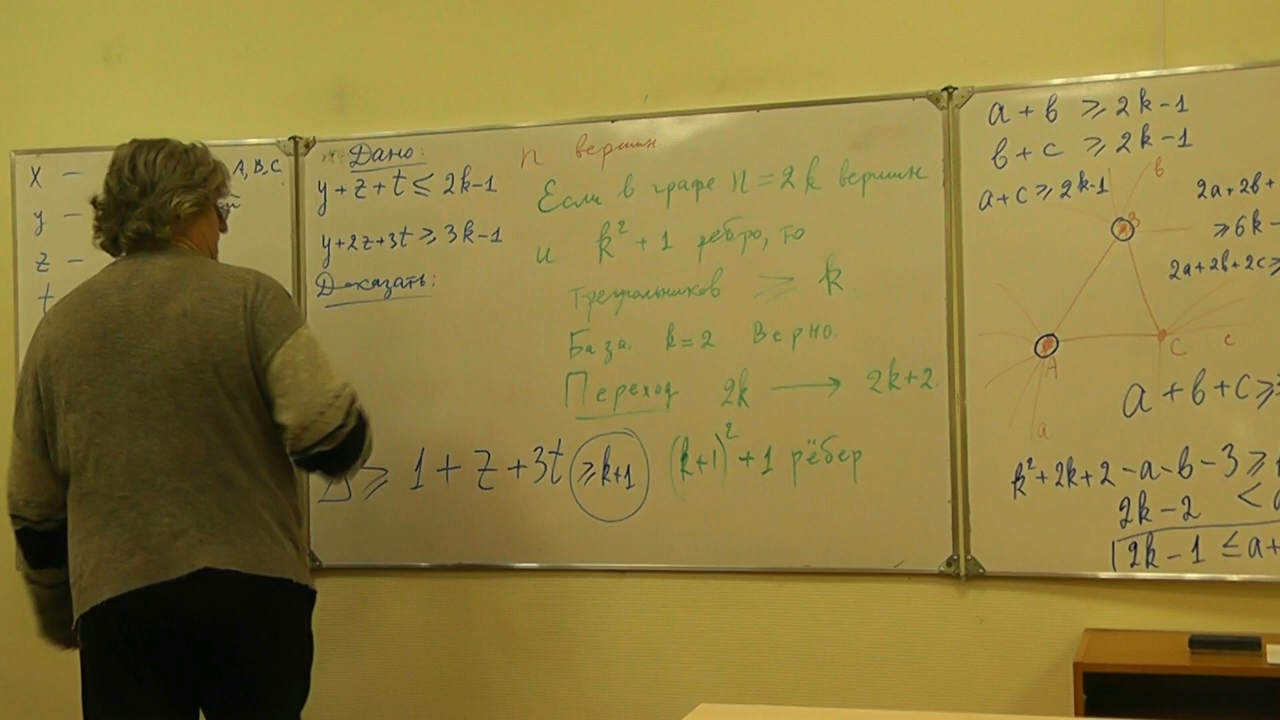 x — A, B, C
y —
z —
t
Дано:
y + z + t ≤ 2k-1
y+2z+3t ≥ 3k-1
Доказать:
n вершин
Если в графе n = 2k вершин
и k² + 1 ребро, то
треугольников ≥ k
База. k=2 Верно.
Переход 2k → 2k+2.
Δ ≥ 1 + z + 3t ≥ k+1 (k+1)² + 1 рёбер
a + b ≥ 2k-1
b + c ≥ 2k-1
a + c ≥ 2k-1
b
B
2a+2b+
≥6k-
2a+2b+2c≥
A
C
c
a
a + b + c ≥
k²+2k+2-a-b-3 ≥
2k-2 <
2k-1 ≤ a+